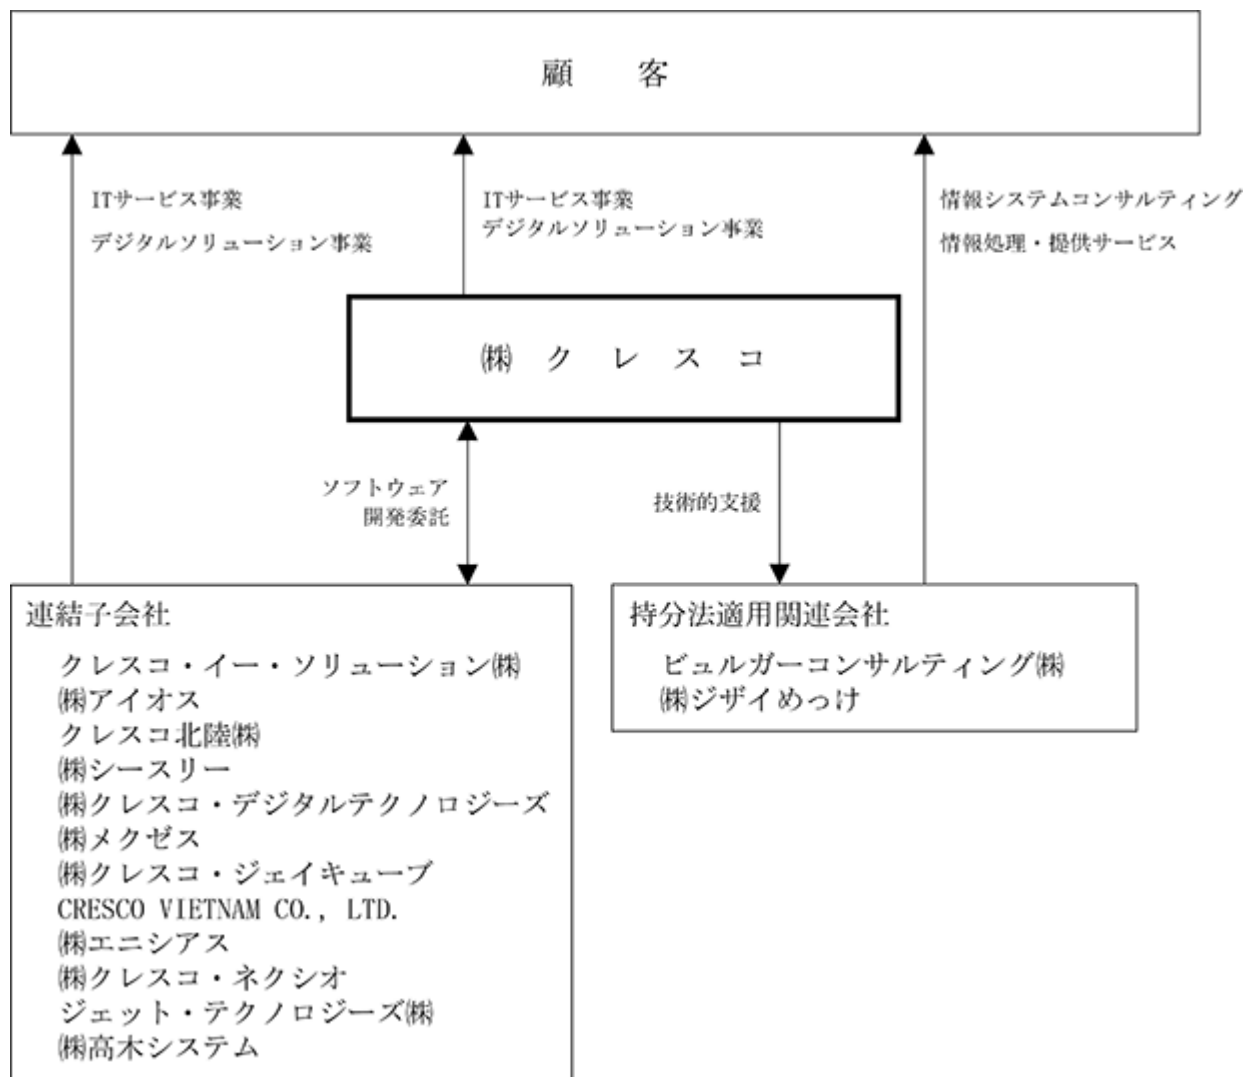 顧　客
ITサービス事業
デジタルソリューション事業
ITサービス事業
デジタルソリューション事業
情報システムコンサルティング
情報処理・提供サービス
㈱クレスコ
ソフトウェア
開発委託
技術的支援
連結子会社
クレスコ・イー・ソリューション㈱
㈱アイオス
クレスコ北陸㈱
㈱シースリー
㈱クレスコ・デジタルテクノロジーズ
㈱メクゼス
㈱クレスコ・ジェイキューブ
CRESCO VIETNAM CO., LTD.
㈱エニシアス
㈱クレスコ・ネクシオ
ジェット・テクノロジーズ㈱
㈱高木システム
持分法適用関連会社
ビュルガーコンサルティング㈱
㈱ジザイめっけ